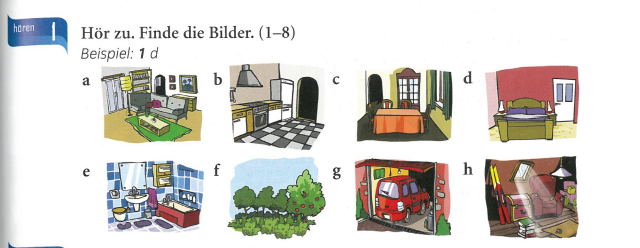 hören
1
Hör zu. Finde die Bilder. (1–8)
Beispiel: 1 d
a b c d
e f g h